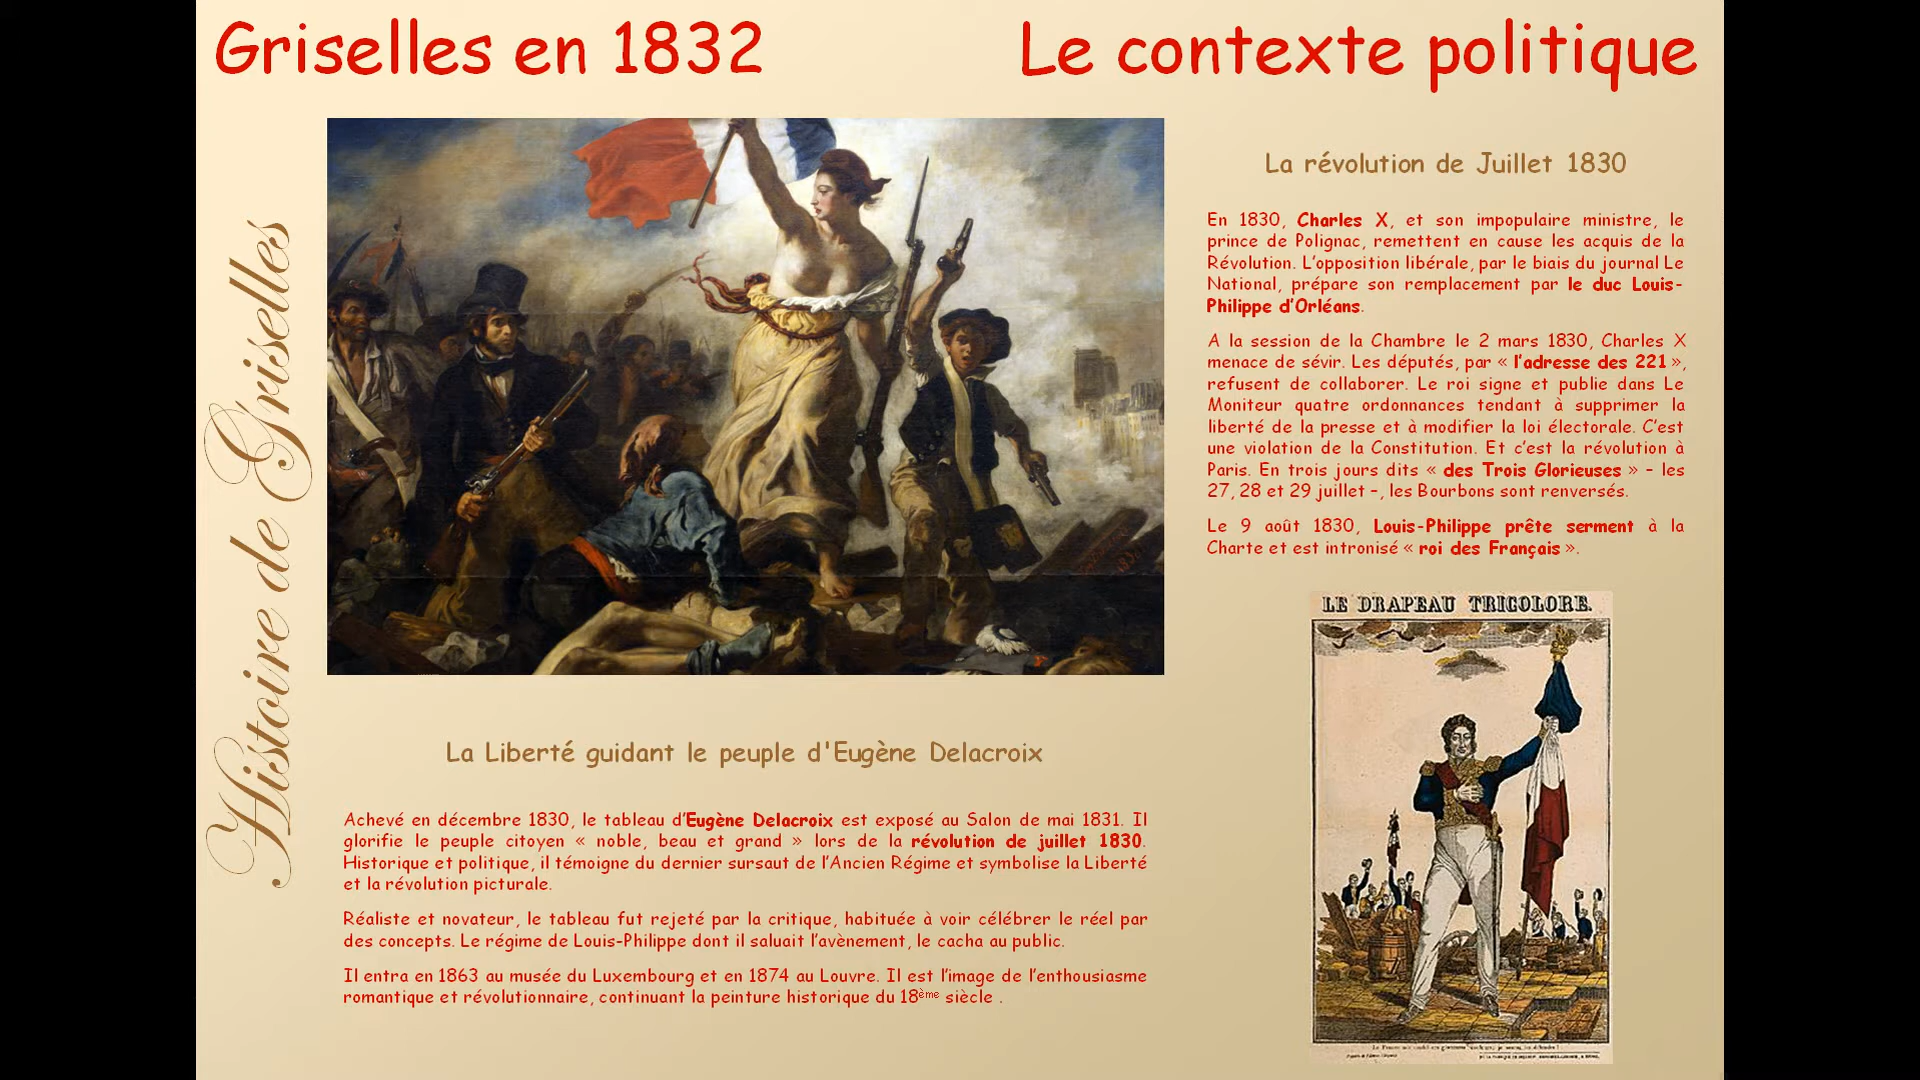 Griselles en 1832
Le contexte politique
Histoire de Griselles
La révolution de Juillet 1830
En 1830, Charles X, et son impopulaire ministre, le
prince de Polignac, remettent en cause les acquis de la
Révolution. L'opposition libérale, par le biais du journal Le
National, prépare son remplacement par le duc Louis-
Philippe d'Orléans.
A la session de la Chambre le 2 mars 1830, Charles X
menace de sévir. Les députés, par « l'adresse des 221 »,
refusent de collaborer. Le roi signe et publie dans Le
Moniteur quatre ordonnances tendant à supprimer la
liberté de la presse et à modifier la loi électorale. C'est
une violation de la Constitution. Et c'est la révolution à
Paris. En trois jours dits « des Trois Glorieuses » – les
27, 28 et 29 juillet –, les Bourbons sont renversés.
Le 9 août 1830, Louis-Philippe prête serment à la
Charte et est intronisé « roi des Français ».
LE DRAPEAU TRICOLORE.
La Liberté guidant le peuple d'Eugène Delacroix
Achevé en décembre 1830, le tableau d'Eugène Delacroix est exposé au Salon de mai 1831. Il
glorifie le peuple citoyen « noble, beau et grand » lors de la révolution de juillet 1830.
Historique et politique, il témoigne du dernier sursaut de l'Ancien Régime et symbolise la Liberté
et la révolution picturale.
Réaliste et novateur, le tableau fut rejeté par la critique, habituée à voir célébrer le réel par
des concepts. Le régime de Louis-Philippe dont il saluait l'avènement, le cacha au public.
Il entra en 1863 au musée du Luxembourg et en 1874 au Louvre. Il est l'image de l'enthousiasme
romantique et révolutionnaire, continuant la peinture historique du 18ème siècle .